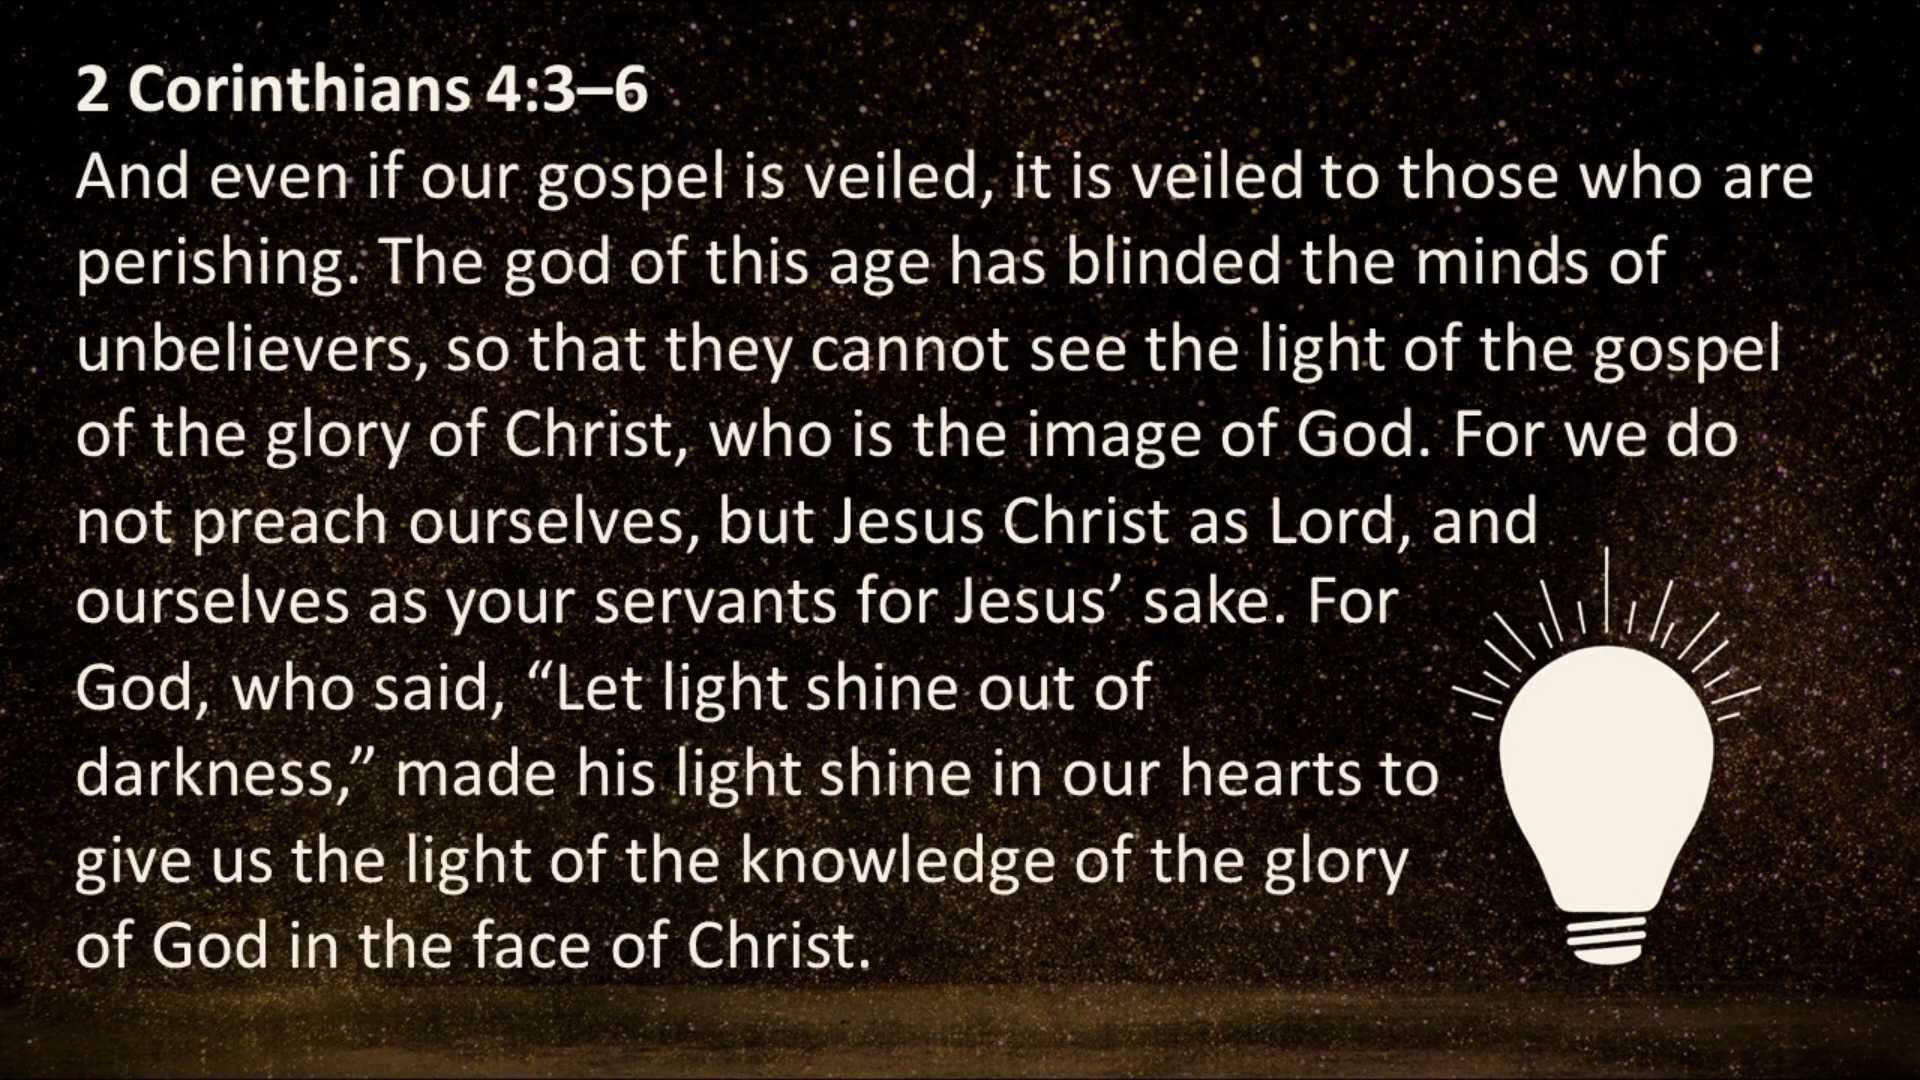 2 Corinthians 4:3–6
And even if our gospel is veiled, it is veiled to those who are
perishing. The god of this age has blinded the minds of
unbelievers, so that they cannot see the light of the gospel
of the glory of Christ, who is the image of God. For we do
not preach ourselves, but Jesus Christ as Lord, and
ourselves as your servants for Jesus’ sake. For
God, who said, “Let light shine out of
darkness,” made his light shine in our hearts to
give us the light of the knowledge of the glory
of God in the face of Christ.